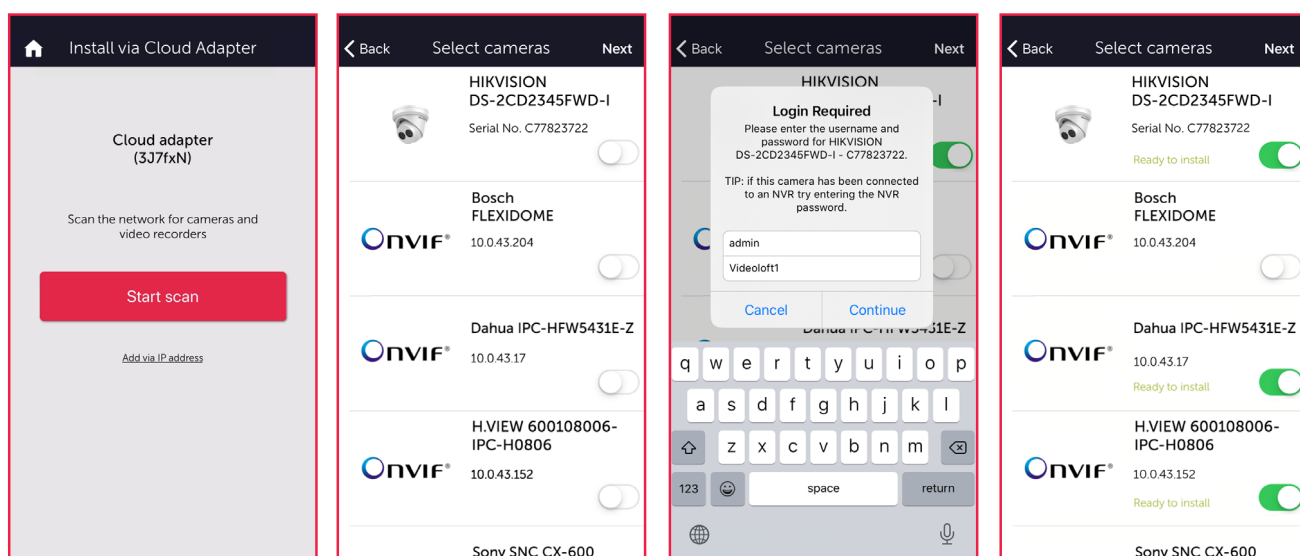 Install via Cloud Adapter
Cloud adapter
(3J7fxN)
Scan the network for cameras and
video recorders
Start scan
Add via IP address
Back
Select cameras
Next
HIKVISION
DS-2CD2345FWD-I
Serial No. C77823722
Bosch
FLEXIDOME
ONVIF®
10.0.43.204
Dahua IPC-HFW5431E-Z
ONVIF®
10.0.43.17
H.VIEW 600108006-
IPC-H0806
ONVIF®
10.0.43.152
Sony SNC CX-600
Back
Select cameras
Next
HIKVISION
-I
Login Required
Please enter the username and
password for HIKVISION
DS-2CD2345FWD-I - C77823722.
TIP: if this camera has been connected
to an NVR try entering the NVR
password.
admin
Videoloft1
Cancel
Continue
Dahua IPC-HFW5431E-Z
q w e r t y u i o p
a s d f g h j k l
z x c v b n m
123
space
return
Back
Select cameras
Next
HIKVISION
DS-2CD2345FWD-I
Serial No. C77823722
Ready to install
Bosch
FLEXIDOME
ONVIF®
10.0.43.204
Dahua IPC-HFW5431E-Z
ONVIF®
10.0.43.17
Ready to install
H.VIEW 600108006-
IPC-H0806
ONVIF®
10.0.43.152
Ready to install
Sony SNC CX-600